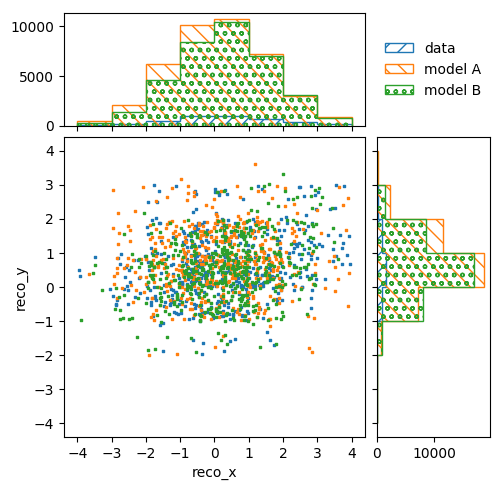 10000
5000
0
data
model A
model B
4
3
2
1
0
−1
−2
−3
−4
reco_y
−4 −3 −2 −1 0 1 2 3 4
reco_x
0 10000